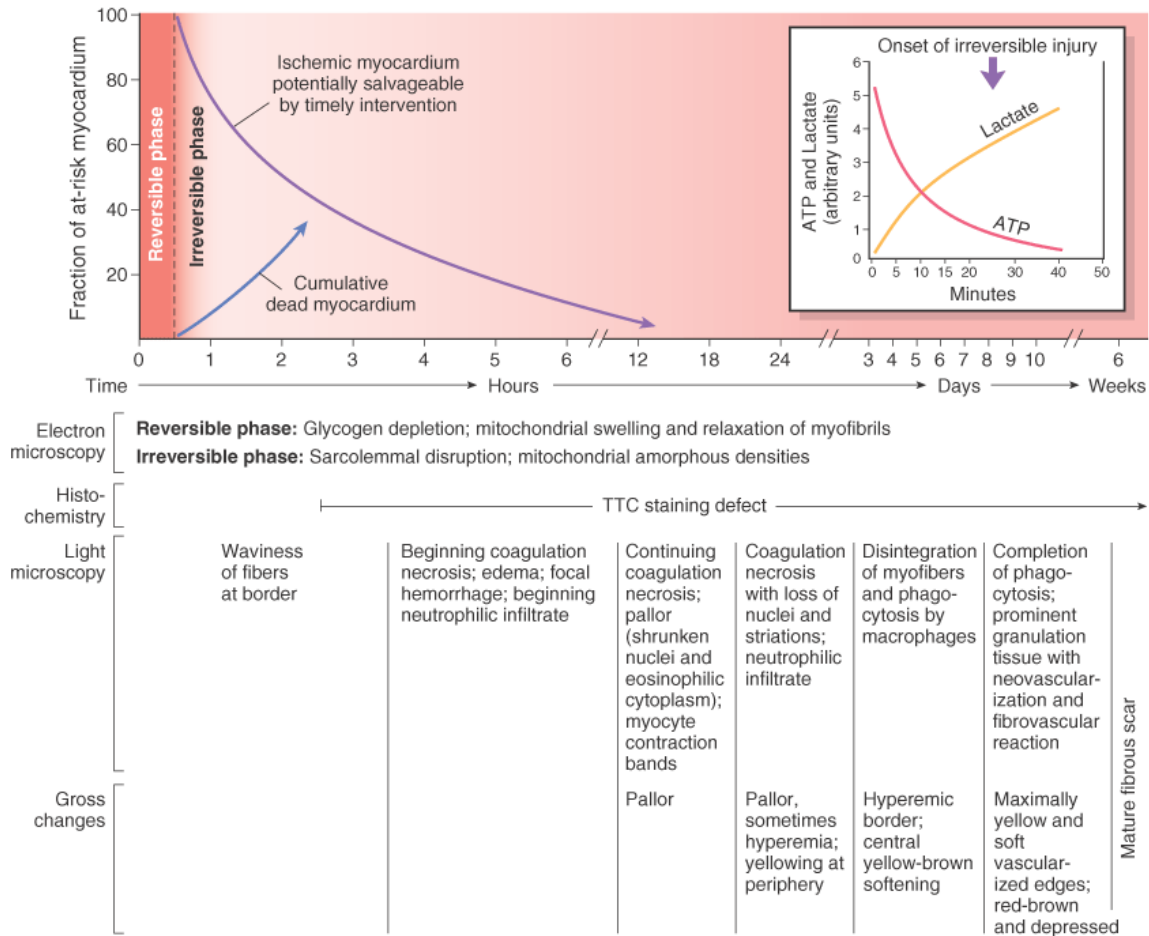 Fraction of at-risk myocardium
100
80
60
40
20
Reversible phase
Irreversible phase
Ischemic myocardium
potentially salvageable
by timely intervention
Cumulative
dead myocardium
Onset of irreversible injury
ATP and Lactate
(arbitrary units)
6
5
4
3
2
1
0
Lactate
ATP
0 5 10 15 20 30 40 50
Minutes
0 1 2 3 4 5 6 12 18 24 3 4 5 6 7 8 9 10 6
Time Hours Days Weeks
Electron
microscopy
Reversible phase: Glycogen depletion; mitochondrial swelling and relaxation of myofibrils
Irreversible phase: Sarcolemmal disruption; mitochondrial amorphous densities
Histo-
chemistry
TTC staining defect
Light
microscopy
Waviness
of fibers
at border
Beginning coagulation
necrosis; edema; focal
hemorrhage; beginning
neutrophilic infiltrate
Continuing
coagulation
necrosis;
pallor
(shrunken
nuclei and
eosinophilic
cytoplasm);
myocyte
contraction
bands
Coagulation
necrosis
with loss of
nuclei and
striations;
neutrophilic
infiltrate
Disintegration
of myofibers
and phago-
cytosis by
macrophages
Completion
of phago-
cytosis;
prominent
granulation
tissue with
neovascular-
ization and
fibrovascular
reaction
Mature fibrous scar
Gross
changes
Pallor
Pallor,
sometimes
hyperemia;
yellowing at
periphery
Hyperemic
border;
central
yellow-brown
softening
Maximally
yellow and
soft
vascular-
ized edges;
red-brown
and depressed